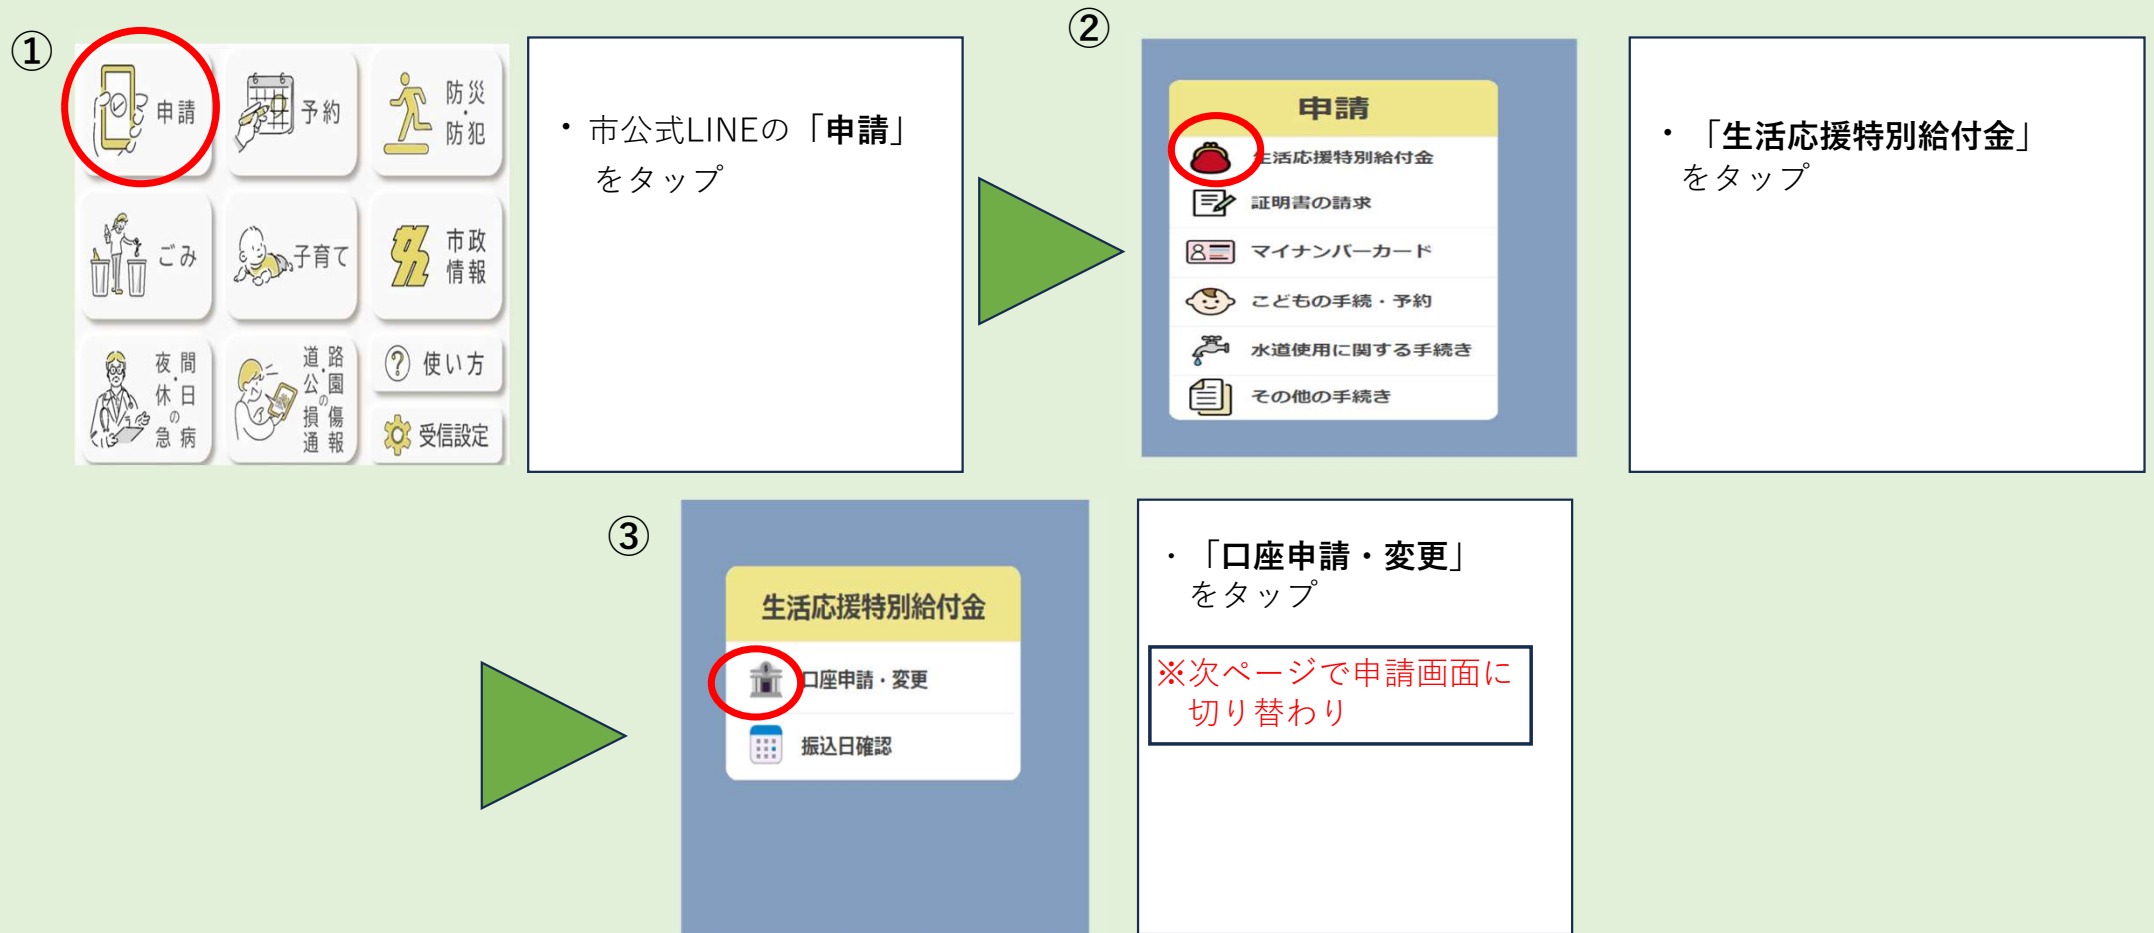 ①
申請
予約
防災
・
防犯
ごみ
子育て
市政
情報
夜間
・
休日
の
急病
道路
・
公園
の
損傷
通報
使い方
受信設定
・市公式LINEの「申請」
をタップ
②
申請
生活応援特別給付金
証明書の請求
マイナンバーカード
こどもの手続・予約
水道使用に関する手続き
その他の手続き
・「生活応援特別給付金」
をタップ
③
生活応援特別給付金
口座申請・変更
振込日確認
・「口座申請・変更」
をタップ
※次ページで申請画面に
切り替わり